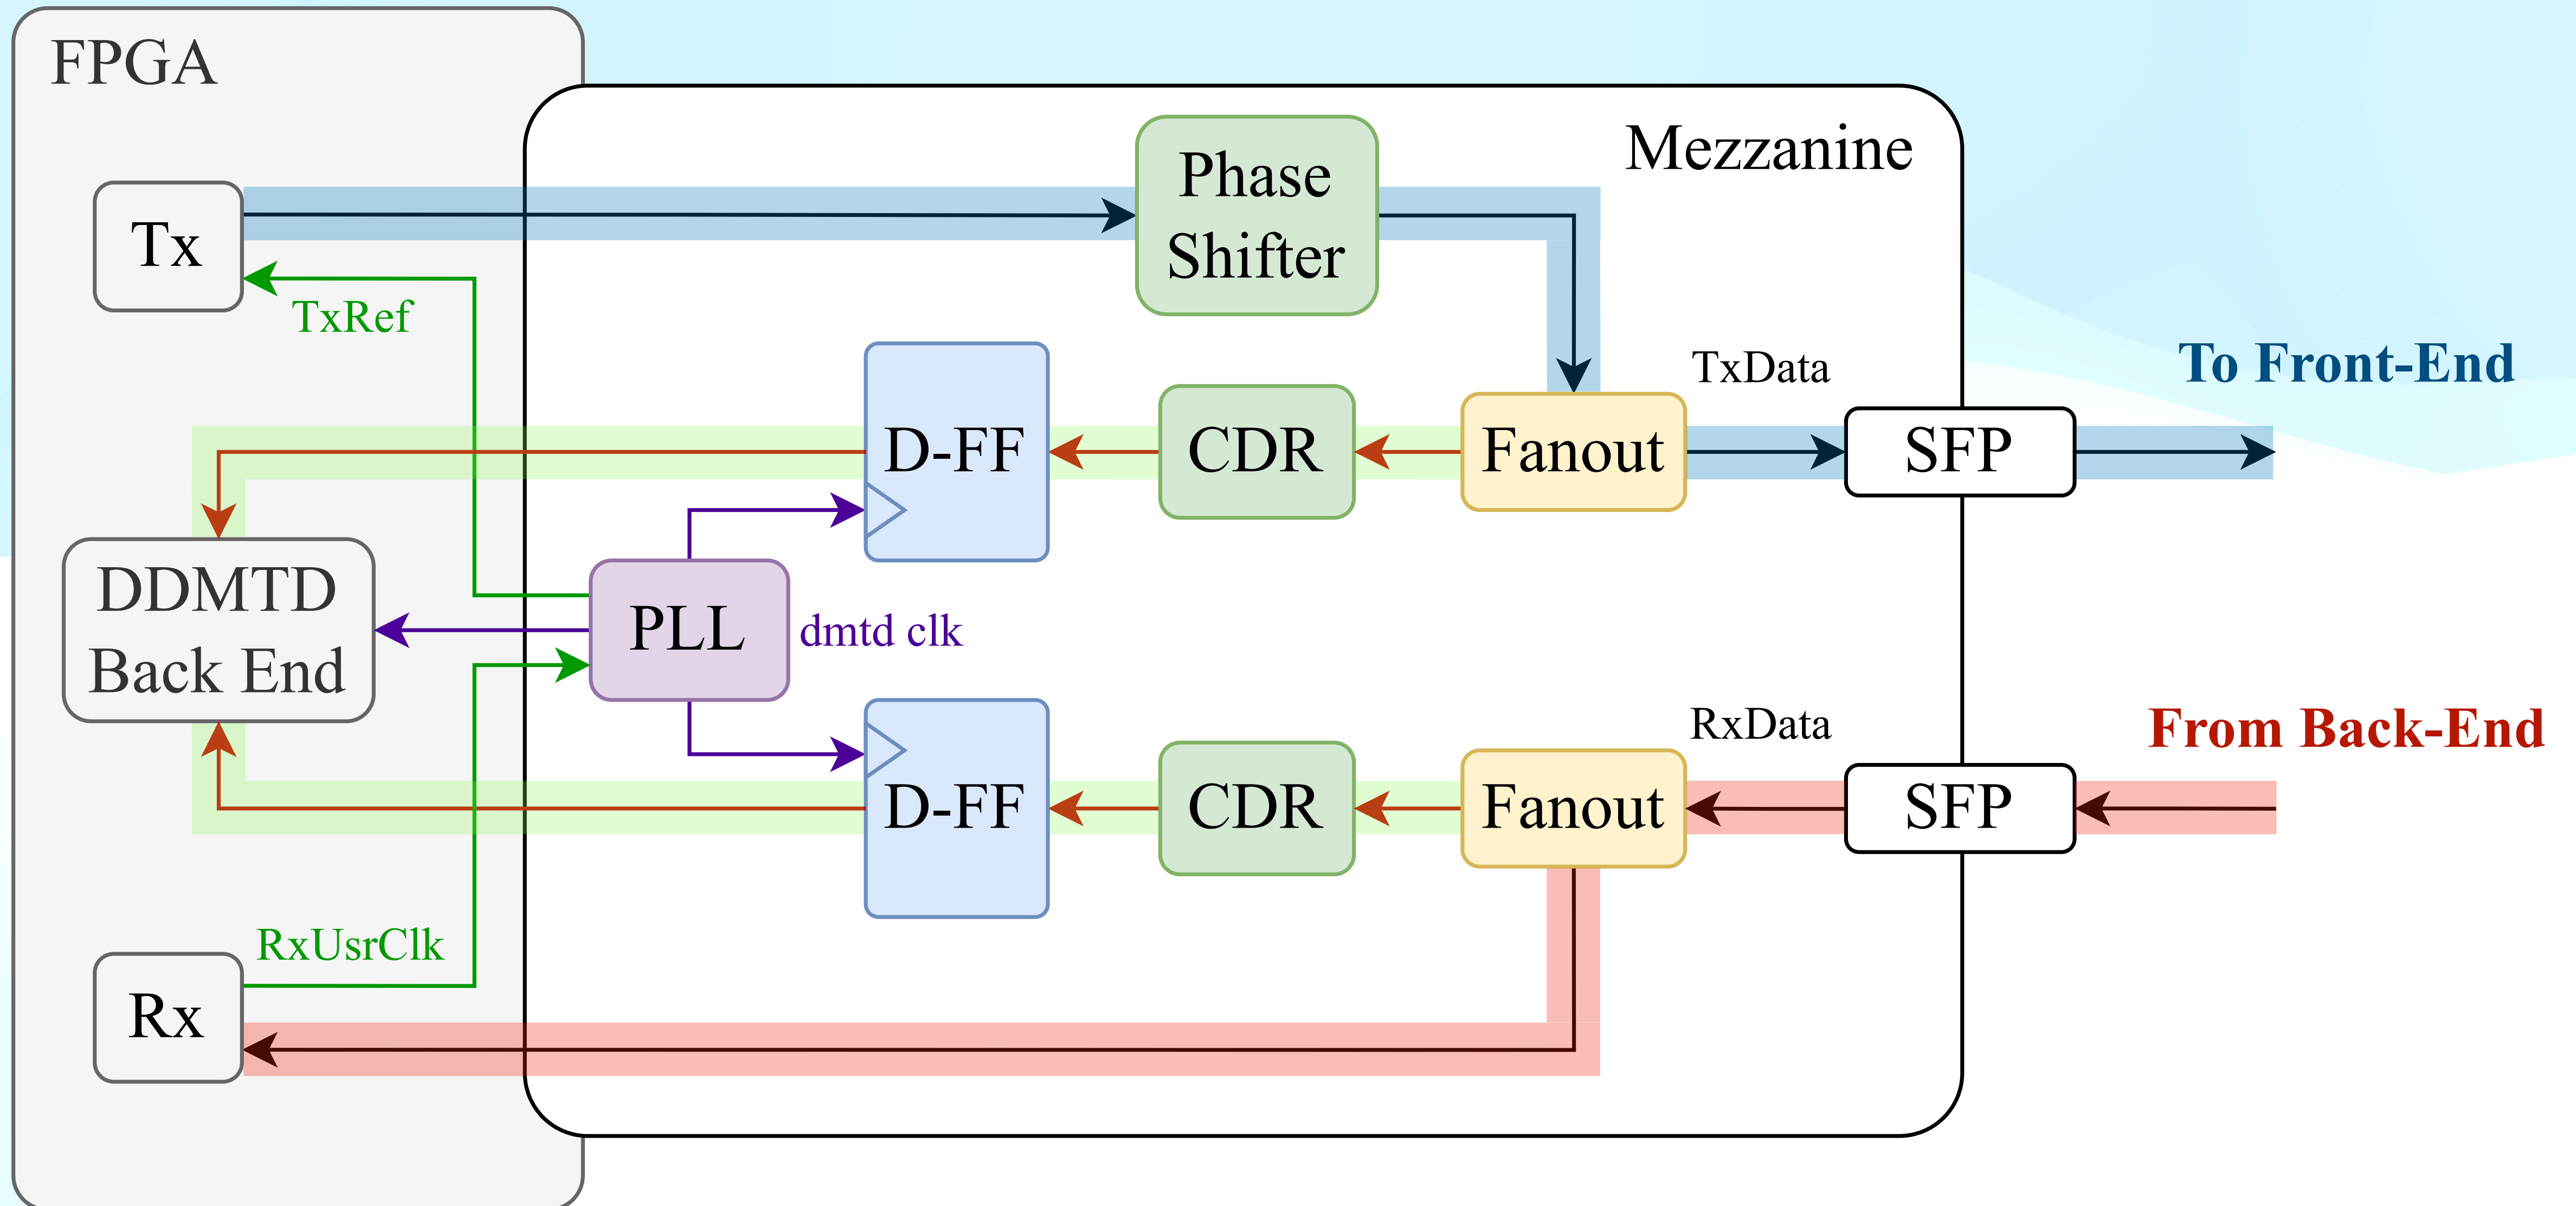 FPGA
Mezzanine
Phase
Shifter
Tx
TxRef
TxData
To Front-End
D-FF
CDR
Fanout
SFP
DDMTD
Back End
PLL
dmtd clk
RxData
From Back-End
D-FF
CDR
Fanout
SFP
RxUsrClk
Rx